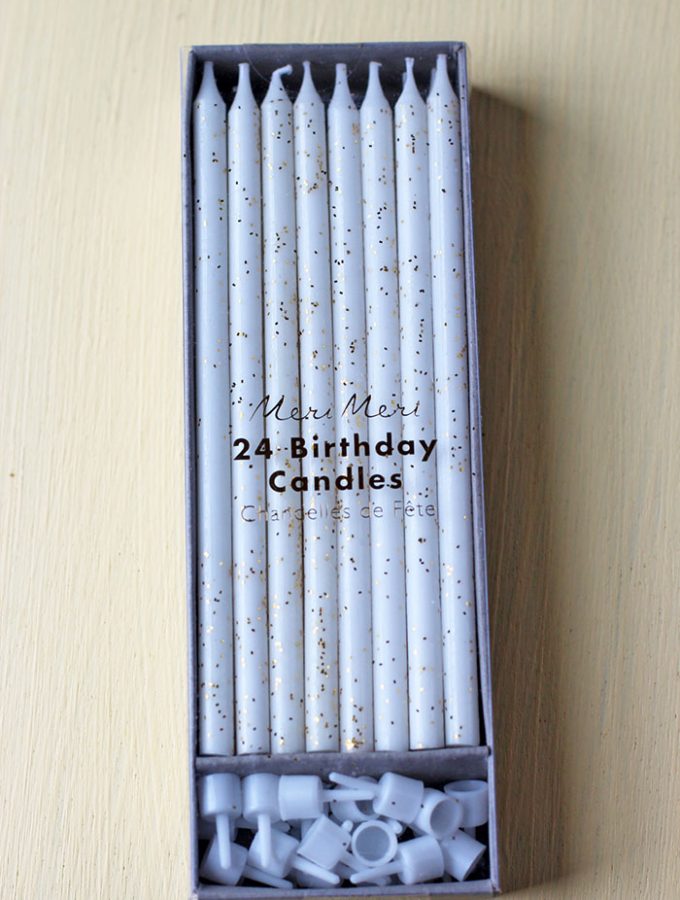 Meri Meri
24 Birthday
Candles
Chandelles de Fête